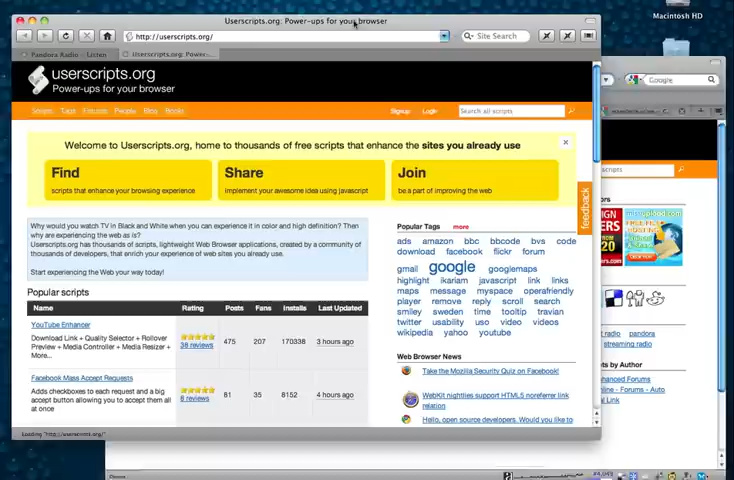 Userscripts.org: Power-ups for your browser
Macintosh HD
http://userscripts.org/
Site Search
Pandora Radio - Listen
Userscripts.org: Power-
Google
userscripts.org
Power-ups for your browser
Scripts Tags Forums People Blog Books
Signup Login
Search all scripts
scripts
Welcome to Userscripts.org, home to thousands of free scripts that enhance the sites you already use
Find
scripts that enhance your browsing experience
Share
implement your awesome idea using javascript
Join
be a part of improving the web
feedback
Why would you watch TV in Black and White when you can experience it in color and high definition? Then
why are experiencing the web as is?
Userscripts.org has thousands of scripts, lightweight Web Browser applications, created by a community
of thousands of developers, that enrich your experience of web sites you already use.
Start experiencing the Web your way today!
Popular scripts
Name Rating Posts Fans Installs Last Updated
YouTube Enhancer
Download Link + Quality Selector + Rollover
Preview + Media Controller + Media Resizer +
More...
38 reviews
475 207 170338 3 hours ago
Facebook Mass Accept Requests
Adds checkboxes to each request and a big
accept button allowing you to accept them all
at once
6 reviews
81 35 8152 4 hours ago
Popular Tags more
ads amazon bbc bbcode bvs code
download facebook flickr forum
gmail google googlemaps
highlight ikariam javascript link links
maps message myspace operafriendly
player remove reply scroll search
smiley sweden time tooltip travian
twitter usability uso video videos
wikipedia yahoo youtube
Web Browser News
Take the Mozilla Security Quiz on Facebook!
WebKit nightlies support HTML5 noreferrer link
relation
Hello, open source developers. Would you like to
ors
radio pandora
streaming radio
ts by Author
nhanced Forums
nline - Forums - Auto
al Link
Loading "http://userscripts.org/"